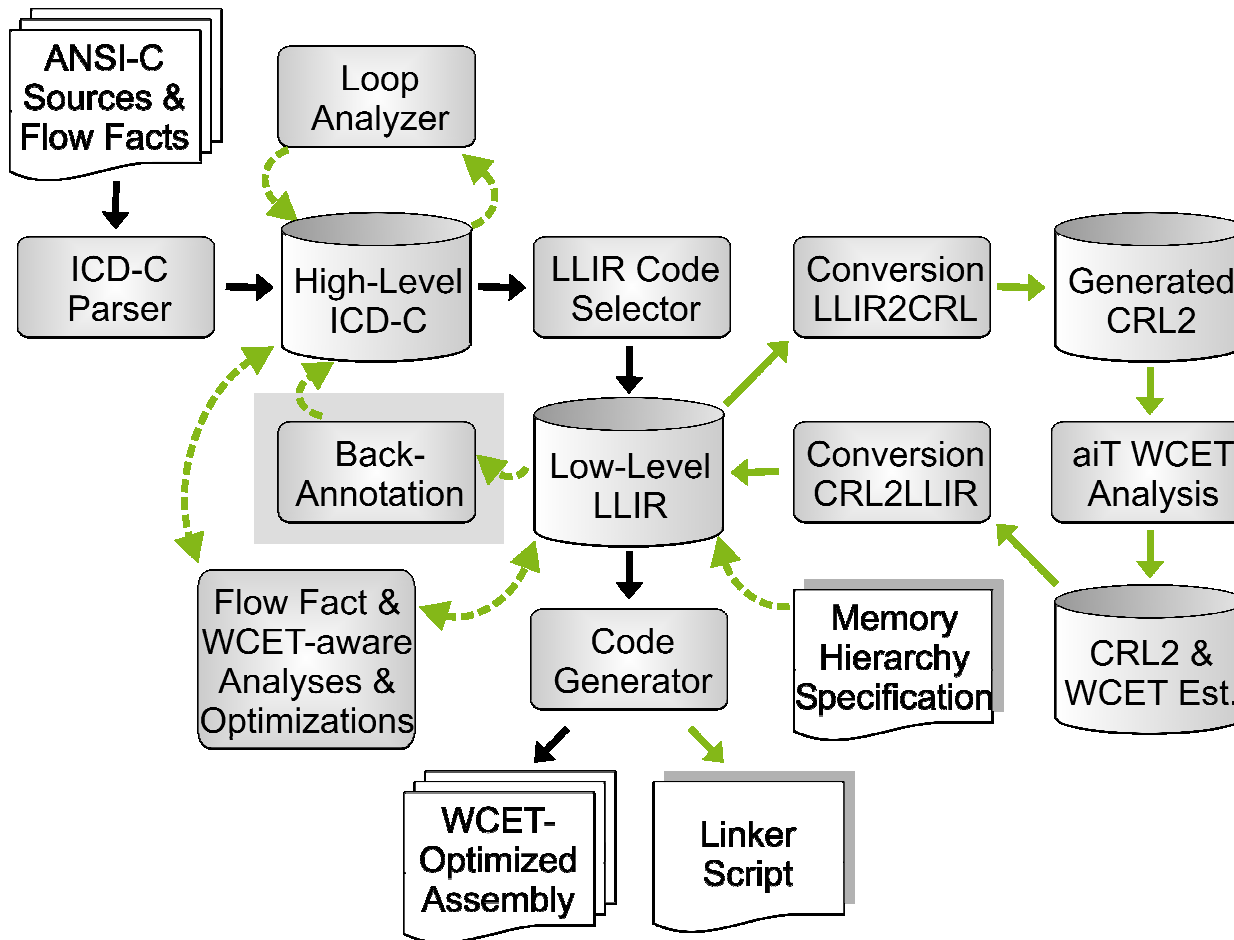 ANSI-C
Sources &
Flow Facts
Loop
Analyzer
ICD-C
Parser
High-Level
ICD-C
LLIR Code
Selector
Conversion
LLIR2CRL
Generated
CRL2
Back-
Annotation
Low-Level
LLIR
Conversion
CRL2LLIR
aiT WCET
Analysis
Flow Fact &
WCET-aware
Analyses &
Optimizations
Code
Generator
Memory
Hierarchy
Specification
CRL2 &
WCET Est.
WCET-
Optimized
Assembly
Linker
Script